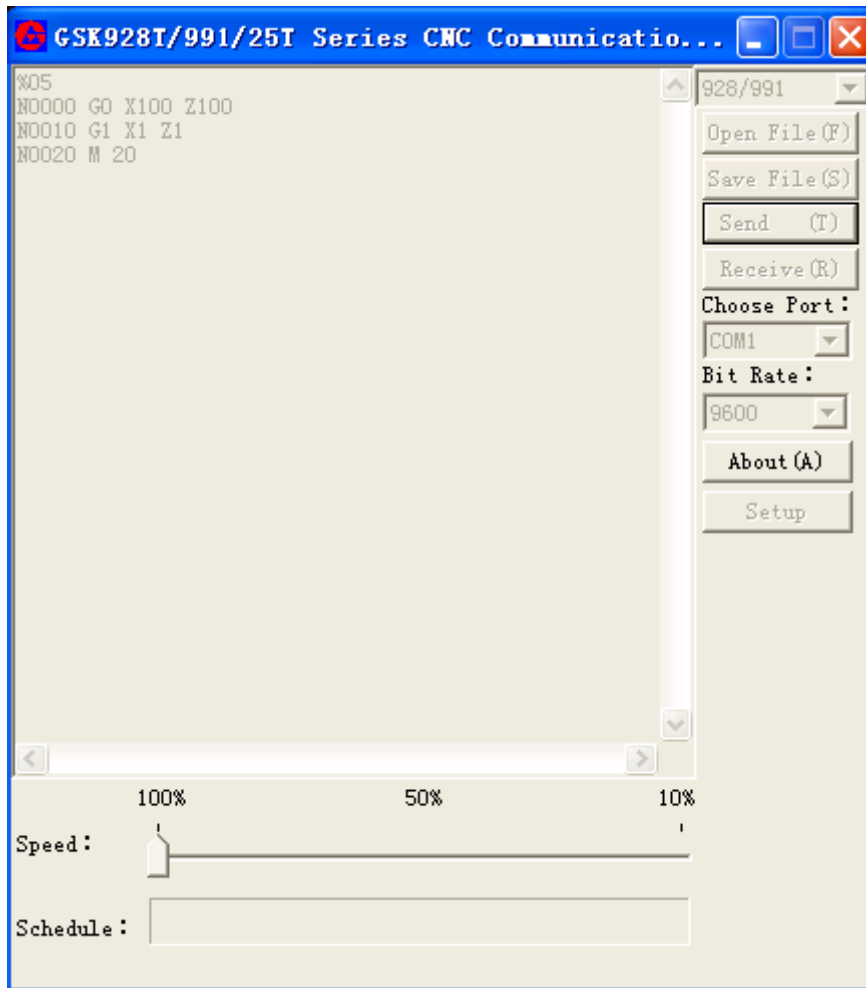 GSK928T/991/25T Series CNC Communicatio...
%05
N0000 G0 X100 Z100
N0010 G1 X1 Z1
N0020 M 20
928/991
Open File(F)
Save File(S)
Send (T)
Receive(R)
Choose Port:
COM1
Bit Rate:
9600
About(A)
Setup
100% 50% 10%
Speed:
Schedule: